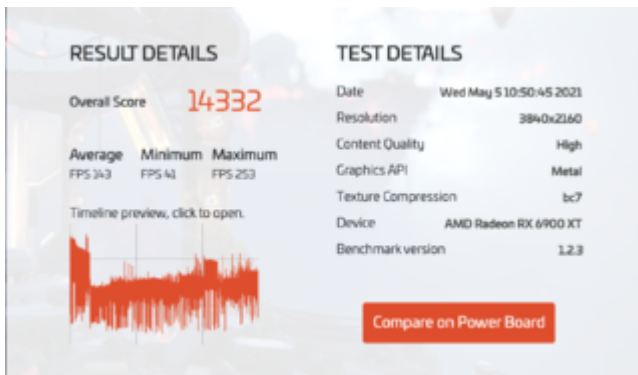 RESULT DETAILS
Overall Score 14332
Average Minimum Maximum
FPS 143 FPS 41 FPS 253
Timeline preview, click to open.
TEST DETAILS
Date Wed May 5 10:50:45 2021
Resolution 3840x2160
Content Quality High
Graphics API Metal
Texture Compression bc7
Device AMD Radeon RX 6900 XT
Benchmark version 1.2.3
Compare on Power Board